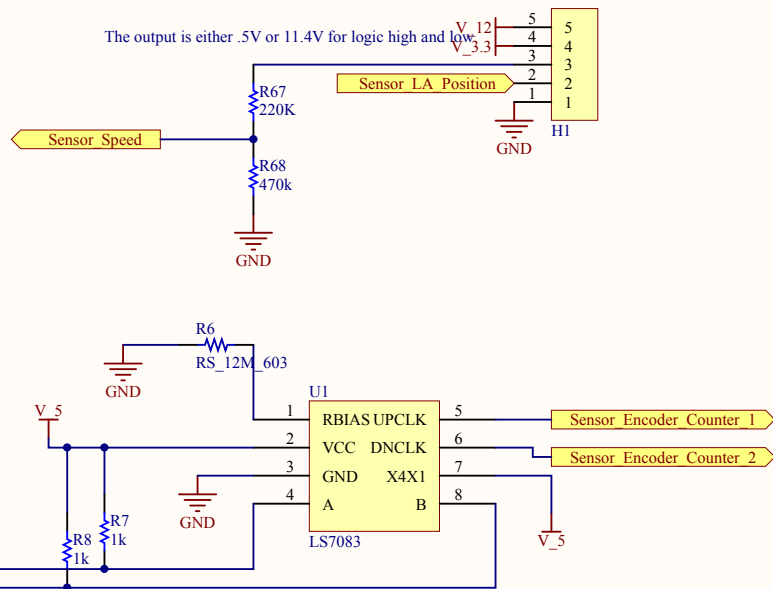 The output is either .5V or 11.4V for logic high and low
V_12
V_3.3
5
4
3
2
1
5
4
3
2
1
H1
R67
220K
Sensor_LA_Position
GND
Sensor_Speed
R68
470k
GND
R6
RS_12M_603
GND
U1
V_5
1
RBIAS
UPCLK
5
Sensor_Encoder_Counter_1
2
VCC
DNCLK
6
Sensor_Encoder_Counter_2
3
GND
X4X1
7
4
A
B
8
GND
LS7083
V_5
R7
1k
R8
1k